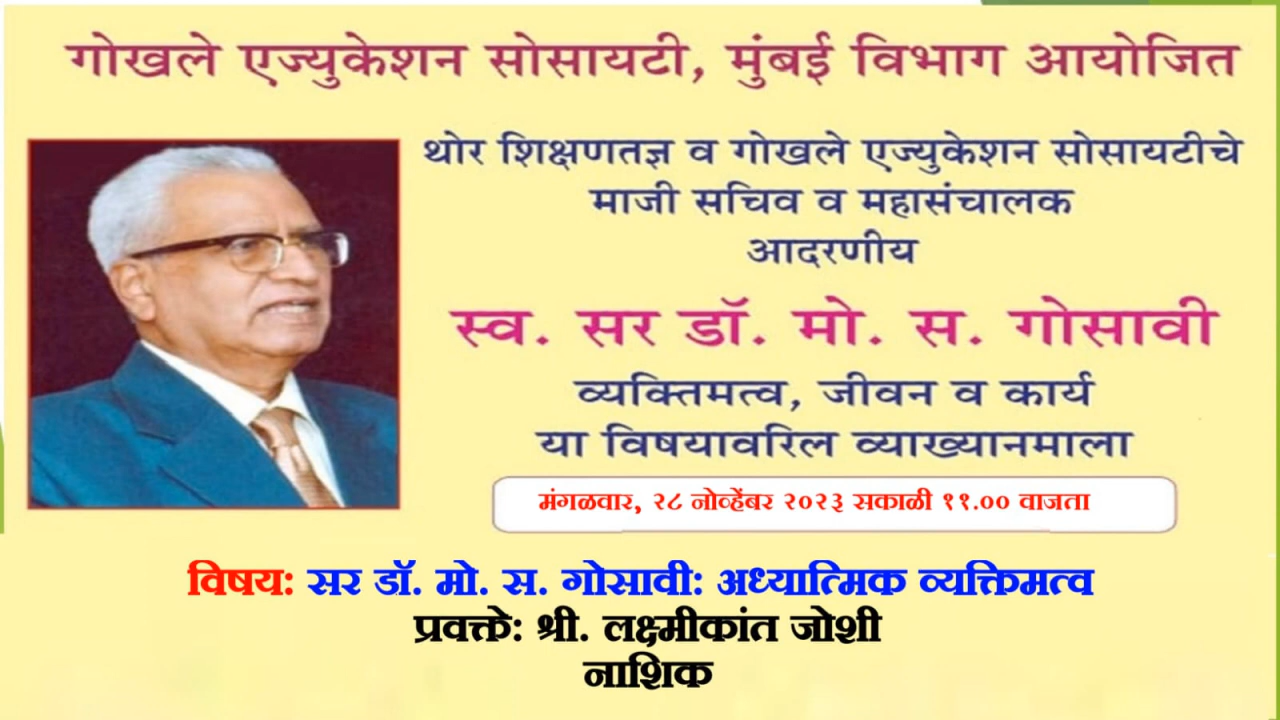 गोखले एज्युकेशन सोसायटी, मुंबई विभाग आयोजित
थोर शिक्षणतज्ञ व गोखले एज्युकेशन सोसायटीचे
माजी सचिव व महासंचालक
आदरणीय
स्व. सर डॉ. मो. स. गोसावी
व्यक्तिमत्व, जीवन व कार्य
या विषयावरिल व्याख्यानमाला
मंगळवार, २८ नोव्हेंबर २०२३ सकाळी ११.०० वाजता
विषय: सर डॉ. मो. स. गोसावी: अध्यात्मिक व्यक्तिमत्व
प्रवक्ते: श्री. लक्ष्मीकांत जोशी
नाशिक